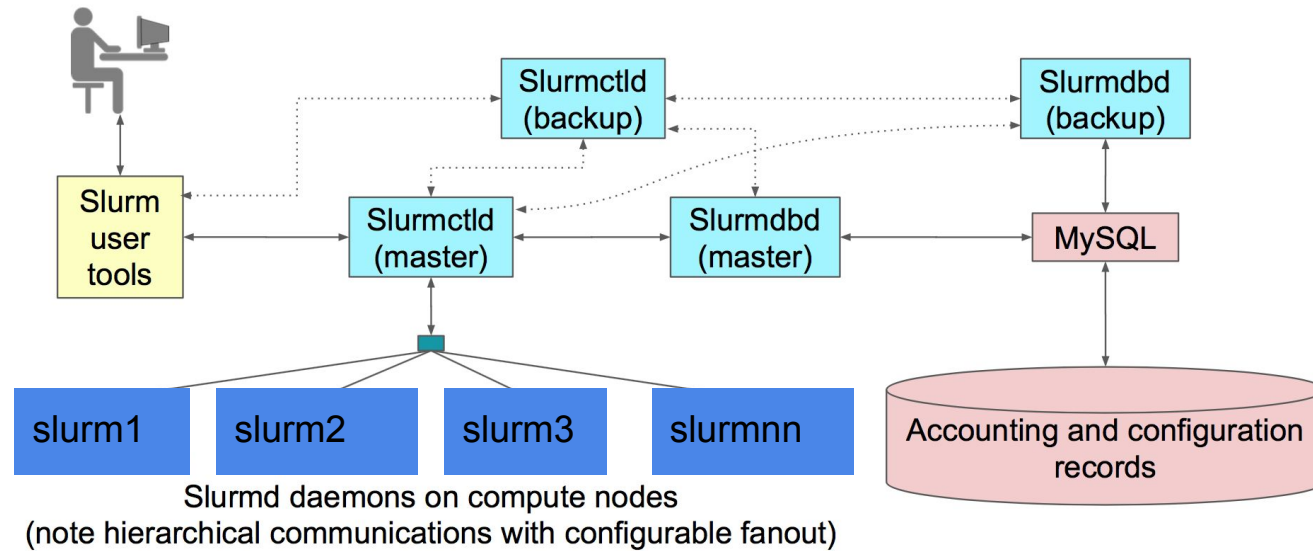 Slurmctld
(backup)
Slurmdbd
(backup)
Slurm
user
tools
Slurmctld
(master)
Slurmdbd
(master)
MySQL
slurm1
slurm2
slurm3
slurmnn
Accounting and configuration
records
Slurmd daemons on compute nodes
(note hierarchical communications with configurable fanout)